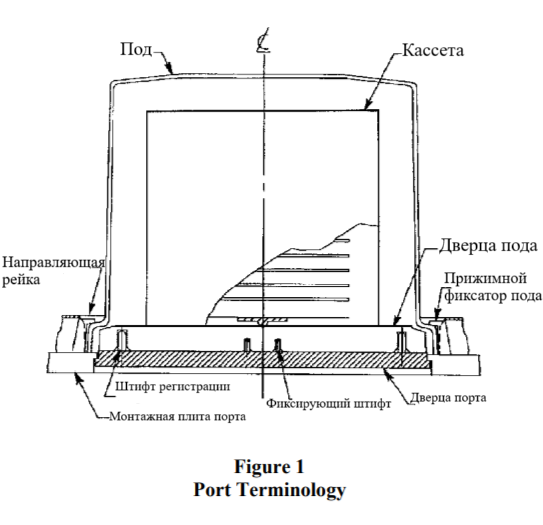 Под
℄
Кассета
Дверца пода
Направляющая
рейка
Прижимной
фиксатор пода
Штифт регистрации
Фиксирующий штифт
Дверца порта
Монтажная плита порта
Figure 1
Port Terminology